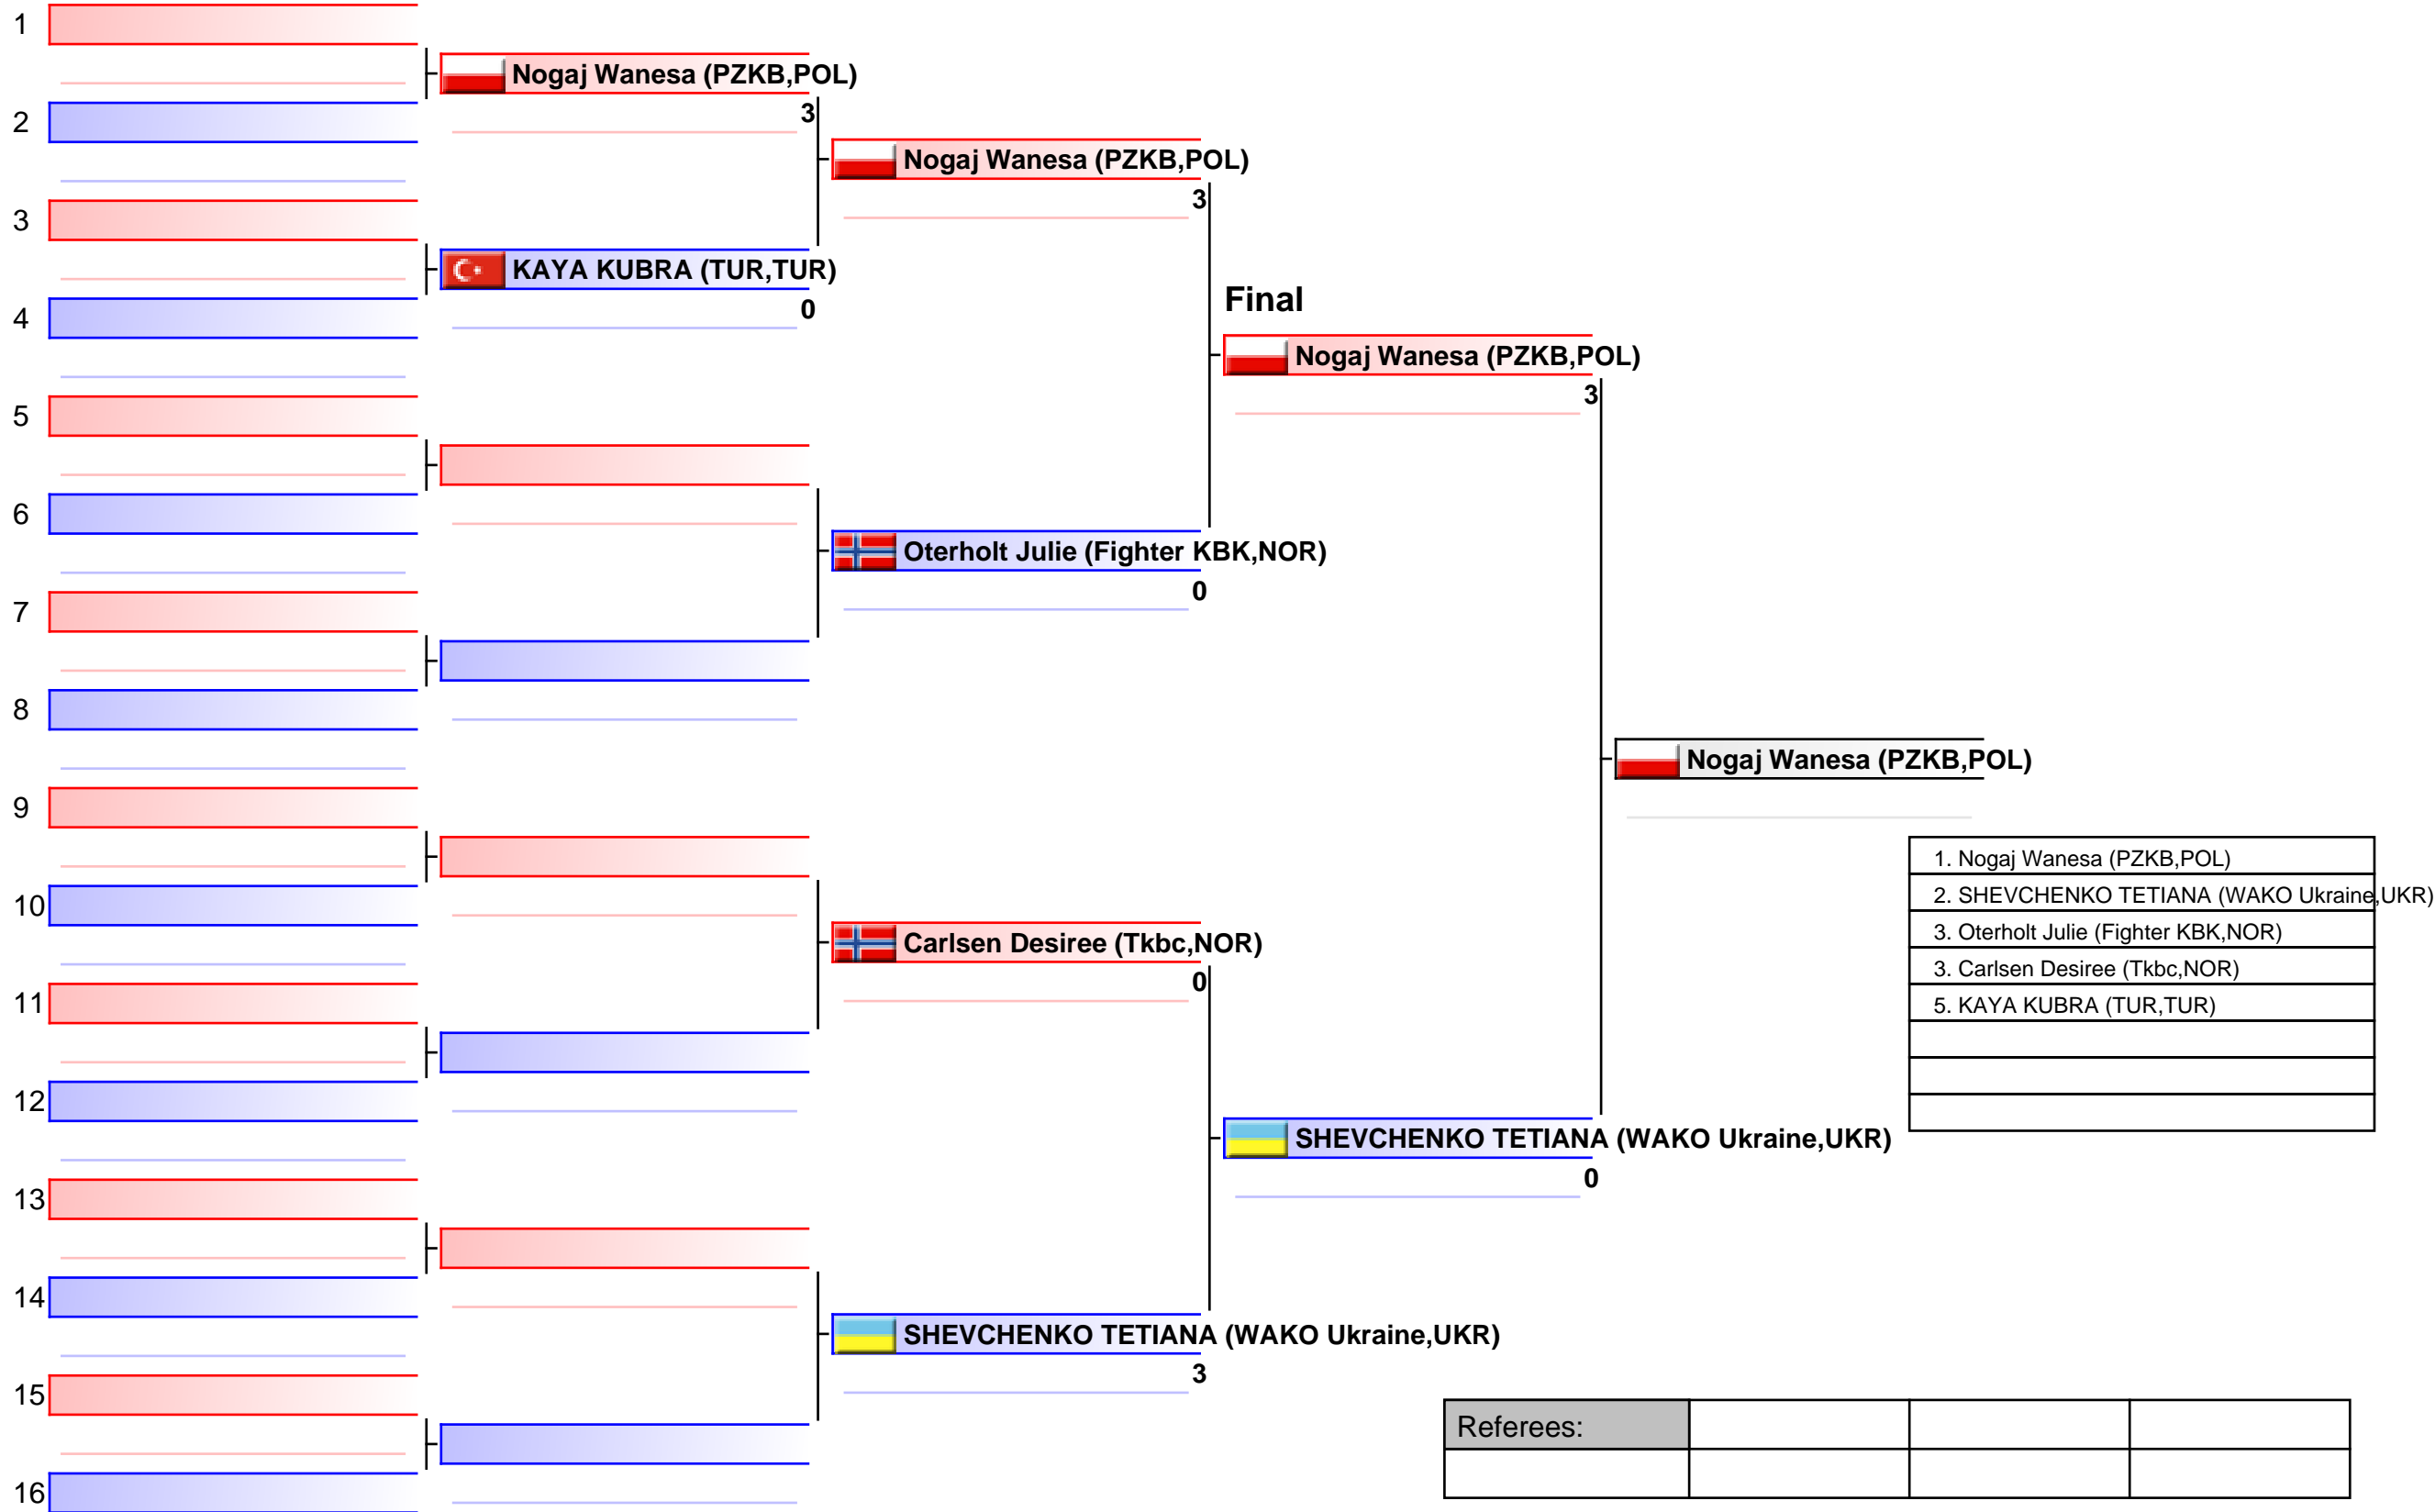 1
Nogaj Wanesa (PZKB,POL)
3
2
Nogaj Wanesa (PZKB,POL)
3
3
KAYA KUBRA (TUR,TUR)
0
4
Final
Nogaj Wanesa (PZKB,POL)
3
5
6
Oterholt Julie (Fighter KBK,NOR)
0
7
8
Nogaj Wanesa (PZKB,POL)
9
1. Nogaj Wanesa (PZKB,POL)
2. SHEVCHENKO TETIANA (WAKO Ukraine,UKR)
3. Oterholt Julie (Fighter KBK,NOR)
3. Carlsen Desiree (Tkbc,NOR)
5. KAYA KUBRA (TUR,TUR)
10
Carlsen Desiree (Tkbc,NOR)
0
11
12
SHEVCHENKO TETIANA (WAKO Ukraine,UKR)
0
13
14
SHEVCHENKO TETIANA (WAKO Ukraine,UKR)
3
15
Referees:
16